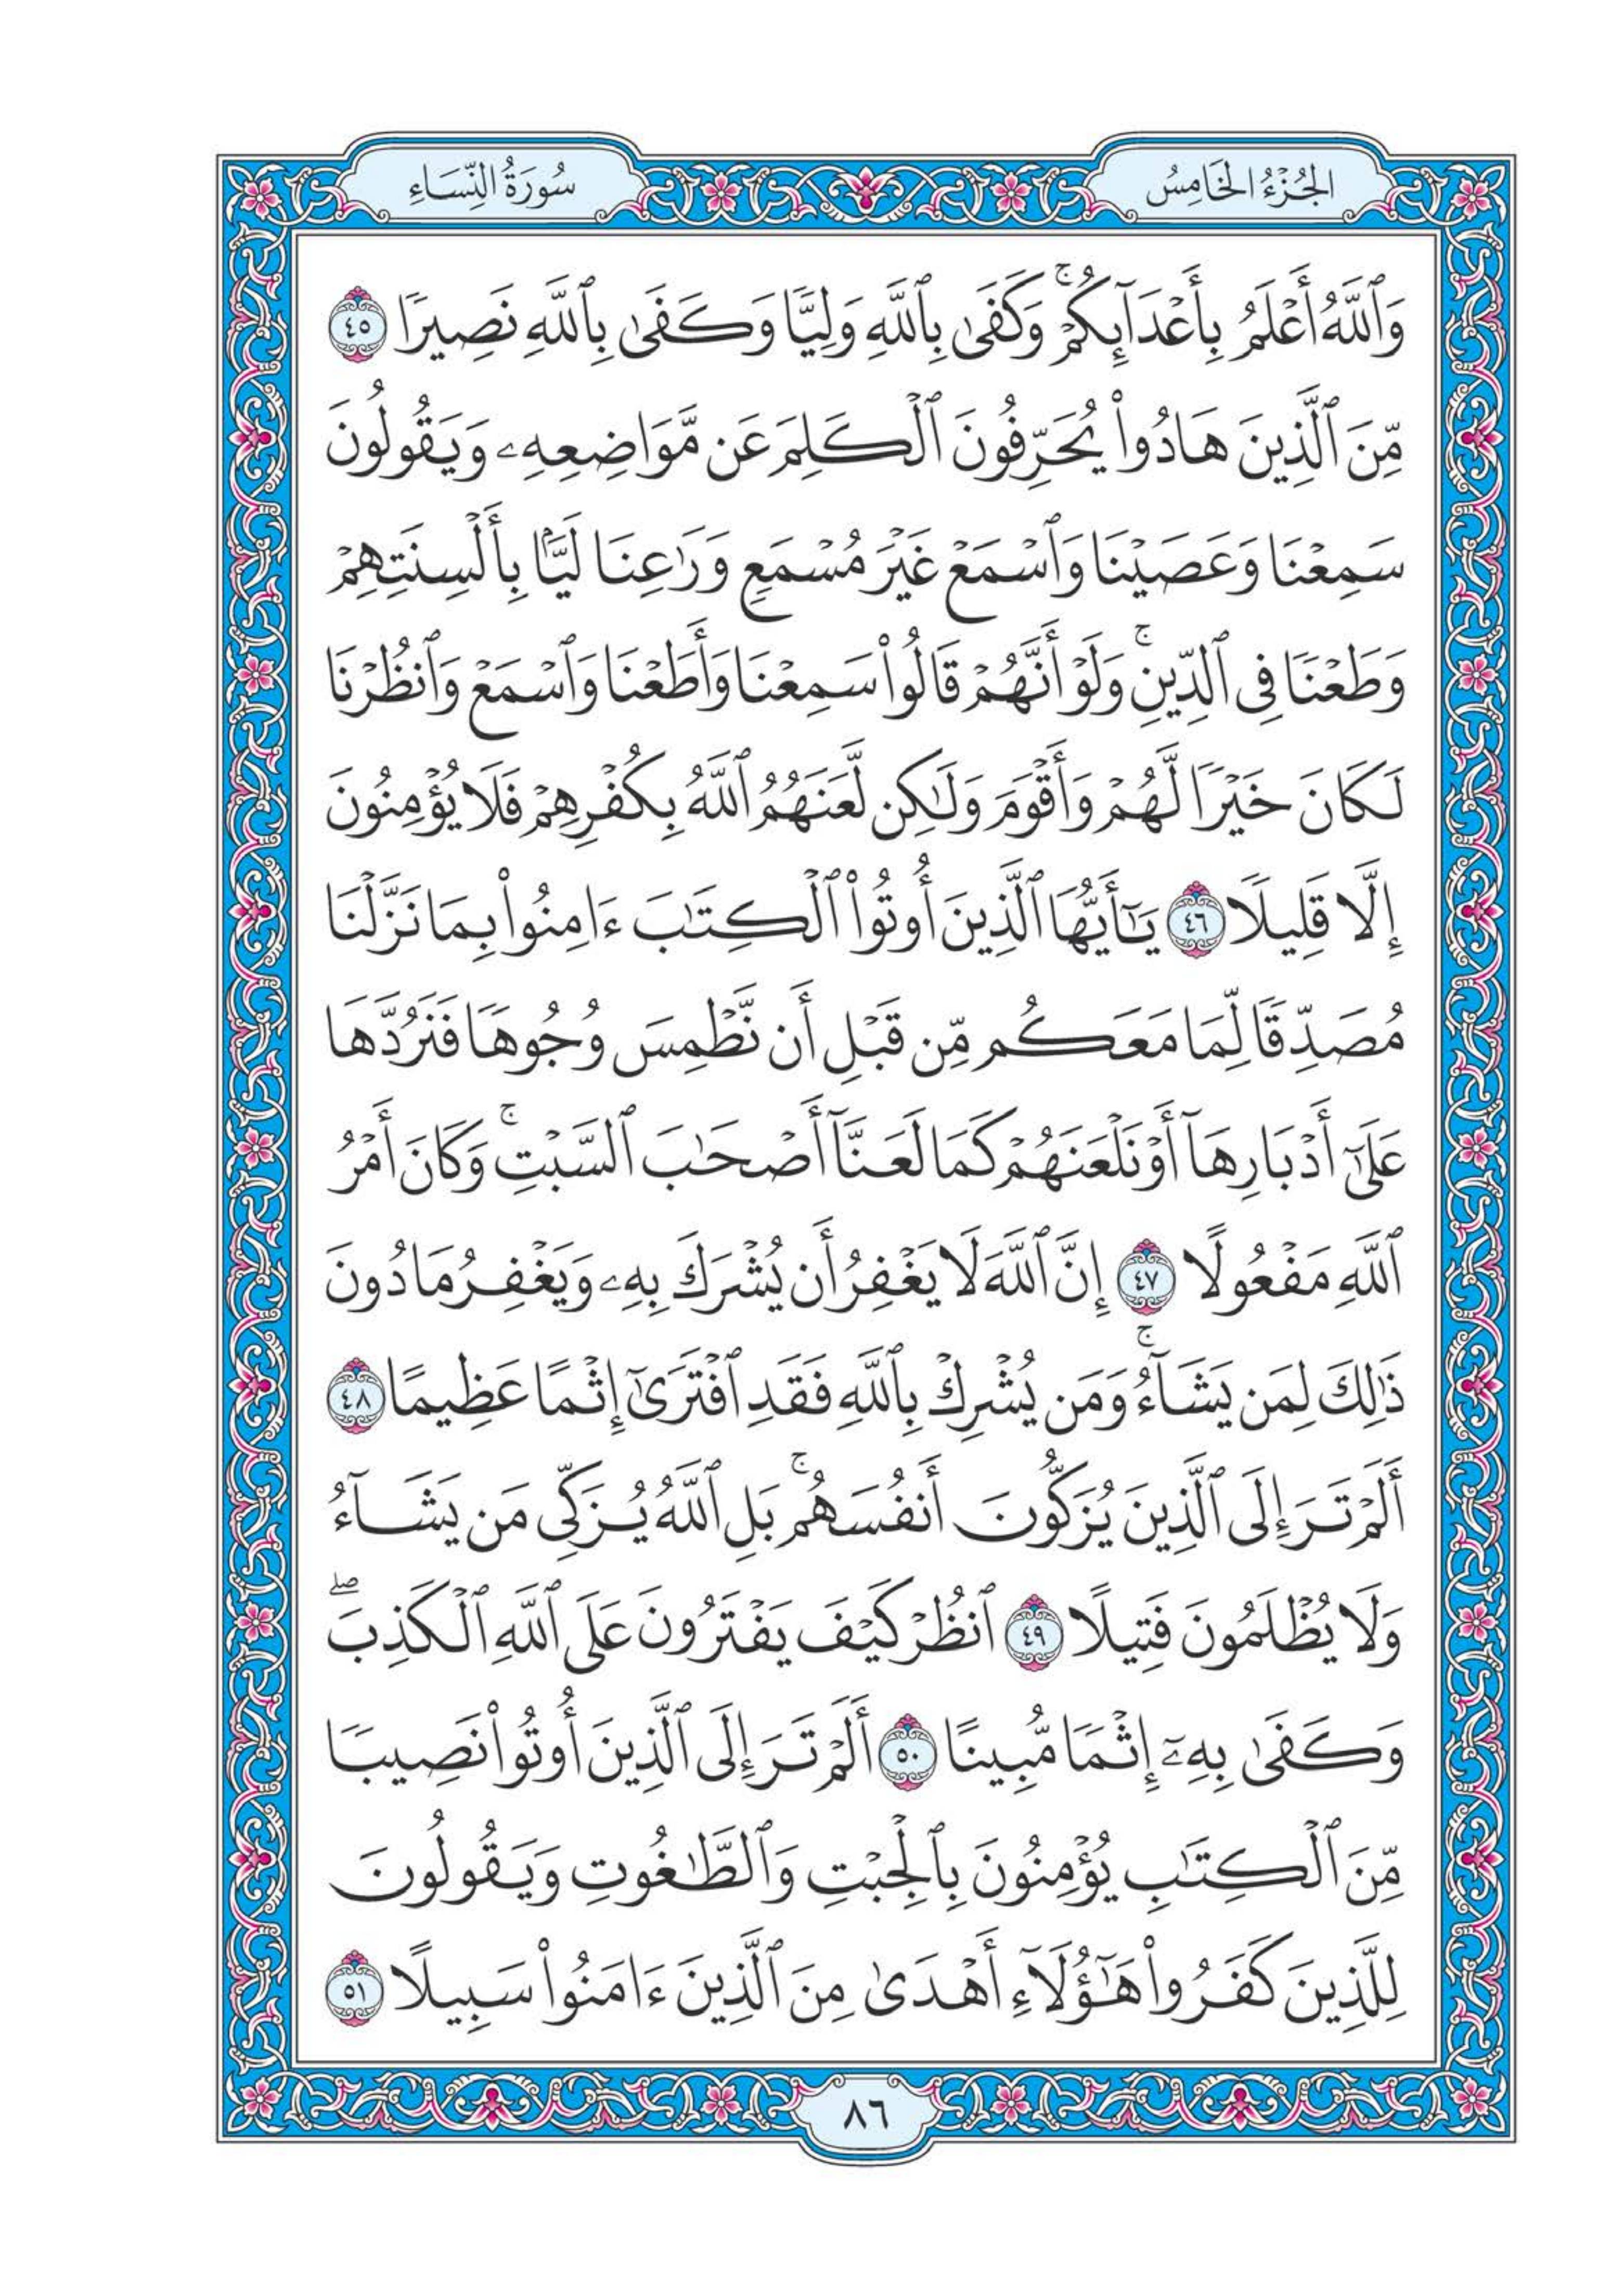 الجُزْءُ الخَامِسُ
سُورَةُ النِّسَاءِ
وَٱللَّهُ أَعْلَمُ بِأَعْدَآئِكُمْۚ وَكَفَىٰ بِٱللَّهِ وَلِيًّا وَكَفَىٰ بِٱللَّهِ نَصِيرًا ٤٥
مِّنَ ٱلَّذِينَ هَادُوا۟ يُحَرِّفُونَ ٱلْكَلِمَ عَن مَّوَاضِعِهِۦ وَيَقُولُونَ
سَمِعْنَا وَعَصَيْنَا وَٱسْمَعْ غَيْرَ مُسْمَعٍ وَرَٰعِنَا لَيًّۢا بِأَلْسِنَتِهِمْ
وَطَعْنًا فِى ٱلدِّينِۚ وَلَوْ أَنَّهُمْ قَالُوا۟ سَمِعْنَا وَأَطَعْنَا وَٱسْمَعْ وَٱنظُرْنَا
لَكَانَ خَيْرًا لَّهُمْ وَأَقْوَمَ وَلَـٰكِن لَّعَنَهُمُ ٱللَّهُ بِكُفْرِهِمْ فَلَا يُؤْمِنُونَ
إِلَّا قَلِيلًا ٤٦ يَـٰٓأَيُّهَا ٱلَّذِينَ أُوتُوا۟ ٱلْكِتَـٰبَ ءَامِنُوا۟ بِمَا نَزَّلْنَا
مُصَدِّقًا لِّمَا مَعَكُم مِّن قَبْلِ أَن نَّطْمِسَ وُجُوهًا فَنَرُدَّهَا
عَلَىٰٓ أَدْبَارِهَآ أَوْ نَلْعَنَهُمْ كَمَا لَعَنَّآ أَصْحَـٰبَ ٱلسَّبْتِۚ وَكَانَ أَمْرُ
ٱللَّهِ مَفْعُولًا ٤٧ إِنَّ ٱللَّهَ لَا يَغْفِرُ أَن يُشْرَكَ بِهِۦ وَيَغْفِرُ مَا دُونَ
ذَٰلِكَ لِمَن يَشَآءُۚ وَمَن يُشْرِكْ بِٱللَّهِ فَقَدِ ٱفْتَرَىٰٓ إِثْمًا عَظِيمًا ٤٨
أَلَمْ تَرَ إِلَى ٱلَّذِينَ يُزَكُّونَ أَنفُسَهُمۚ بَلِ ٱللَّهُ يُزَكِّى مَن يَشَآءُ
وَلَا يُظْلَمُونَ فَتِيلًا ٤٩ ٱنظُرْ كَيْفَ يَفْتَرُونَ عَلَى ٱللَّهِ ٱلْكَذِبَۖ
وَكَفَىٰ بِهِۦٓ إِثْمًا مُّبِينًا ٥٠ أَلَمْ تَرَ إِلَى ٱلَّذِينَ أُوتُوا۟ نَصِيبًا
مِّنَ ٱلْكِتَـٰبِ يُؤْمِنُونَ بِٱلْجِبْتِ وَٱلطَّـٰغُوتِ وَيَقُولُونَ
لِلَّذِينَ كَفَرُوا۟ هَـٰٓؤُلَآءِ أَهْدَىٰ مِنَ ٱلَّذِينَ ءَامَنُوا۟ سَبِيلًا ٥١
٨٦